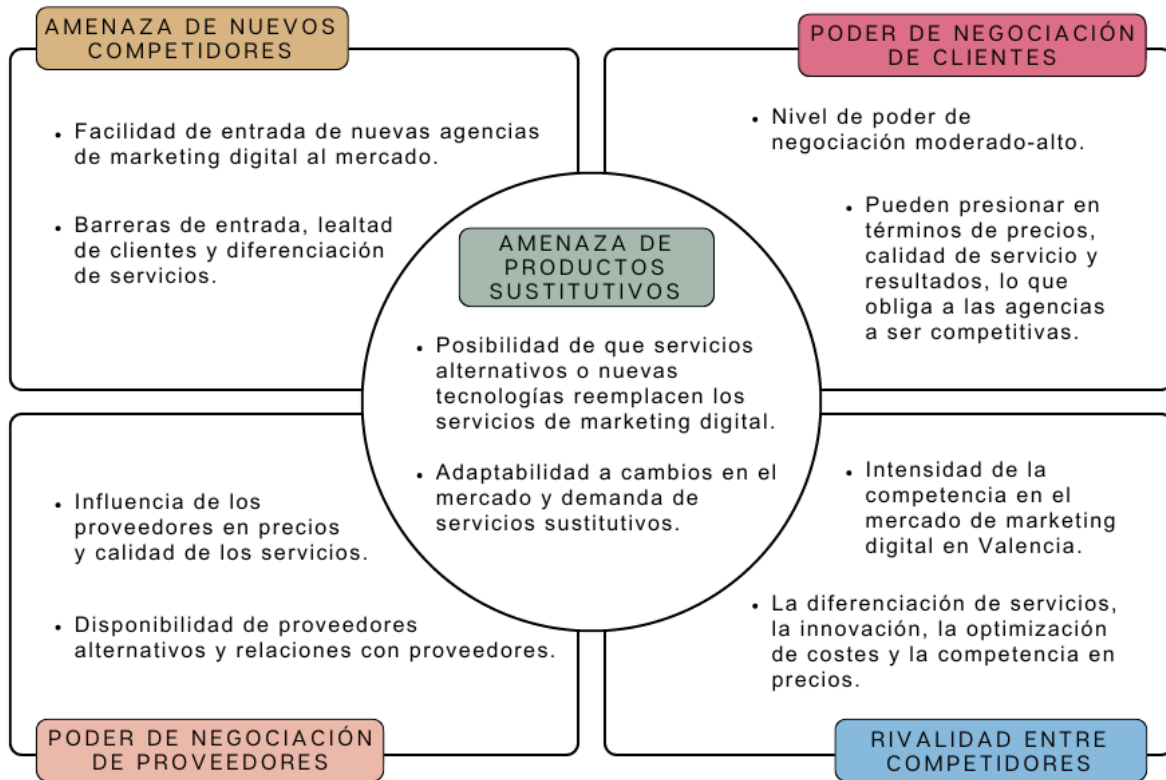 AMENAZA DE NUEVOS
COMPETIDORES
• Facilidad de entrada de nuevas agencias
de marketing digital al mercado.
• Barreras de entrada, lealtad
de clientes y diferenciación
de servicios.
PODER DE NEGOCIACIÓN
DE CLIENTES
• Nivel de poder de
negociación moderado-alto.
• Pueden presionar en
términos de precios,
calidad de servicio y
resultados, lo que
obliga a las agencias
a ser competitivas.
AMENAZA DE
PRODUCTOS
SUSTITUTIVOS
• Posibilidad de que servicios
alternativos o nuevas
tecnologías reemplacen los
servicios de marketing digital.
• Adaptabilidad a cambios en el
mercado y demanda de
servicios sustitutivos.
• Influencia de los
proveedores en precios
y calidad de los servicios.
• Disponibilidad de proveedores
alternativos y relaciones con proveedores.
PODER DE NEGOCIACIÓN
DE PROVEEDORES
• Intensidad de la
competencia en el
mercado de marketing
digital en Valencia.
• La diferenciación de servicios,
la innovación, la optimización
de costes y la competencia en
precios.
RIVALIDAD ENTRE
COMPETIDORES